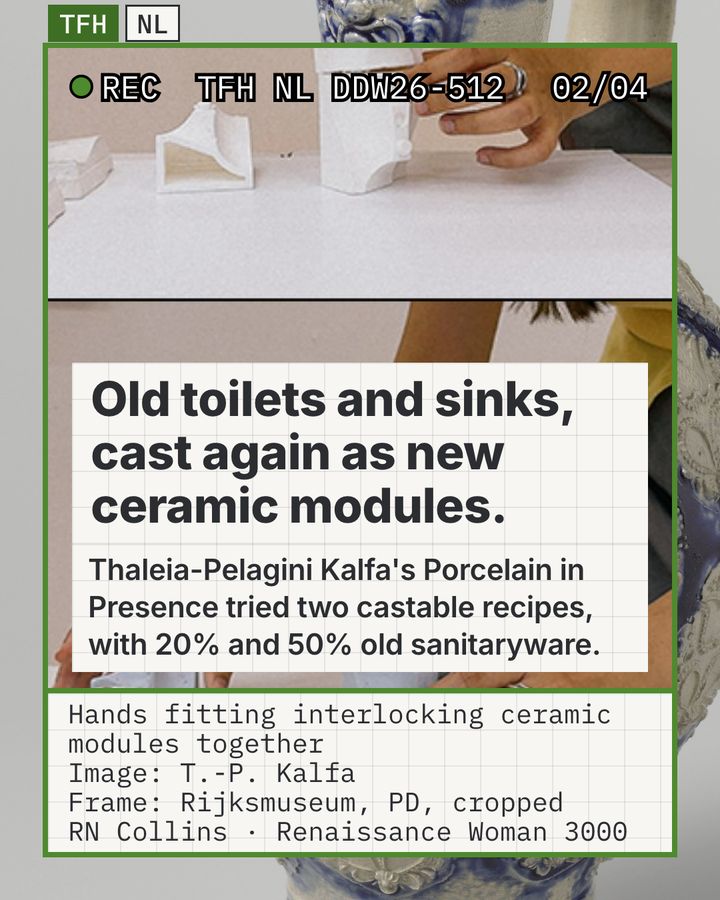 TFH NL
REC TFH NL DDW26-512 02/04
Old toilets and sinks,
cast again as new
ceramic modules.
Thaleia-Pelagini Kalfa's Porcelain in
Presence tried two castable recipes,
with 20% and 50% old sanitaryware.
Hands fitting interlocking ceramic
modules together
Image: T.-P. Kalfa
Frame: Rijksmuseum, PD, cropped
RN Collins · Renaissance Woman 3000